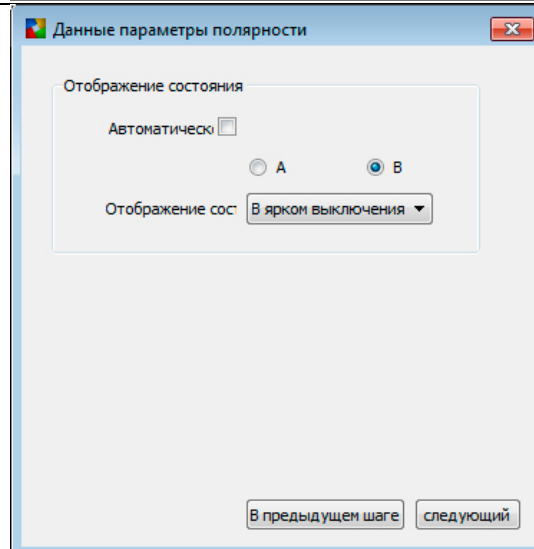 Данные параметры полярности
Отображение состояния
Автоматическ
А В
Отображение сост В ярком выключения
В предыдущем шаге следующий